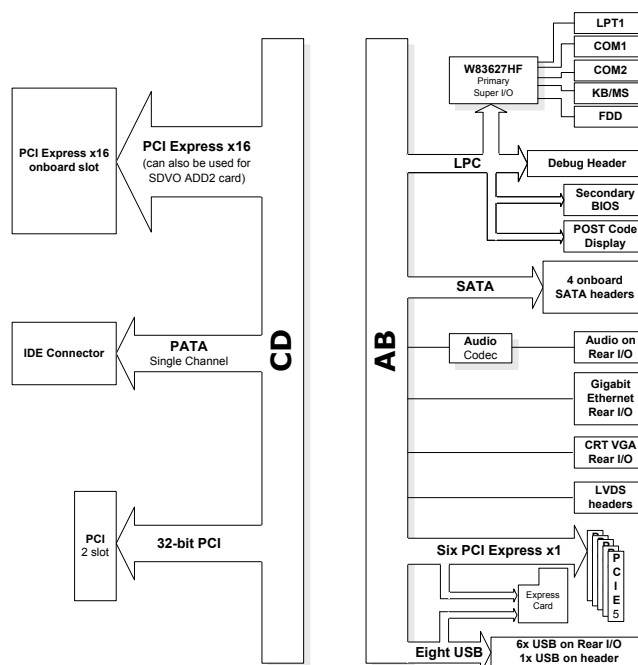 PCI Express x16
onboard slot
PCI Express x16
(can also be used for
SDVO ADD2 card)
IDE Connector
PATA
Single Channel
PCI
2 slot
32-bit PCI
CD
AB
W83627HF
Primary
Super I/O
LPT1
COM1
COM2
KB/MS
FDD
LPC
Debug Header
Secondary
BIOS
POST Code
Display
SATA
4 onboard
SATA headers
Audio
Codec
Audio on
Rear I/O
Gigabit
Ethernet
Rear I/O
CRT VGA
Rear I/O
LVDS
headers
Six PCI Express x1
P
C
I
E
5
Express
Card
Eight USB
6x USB on Rear I/O
1x USB on header